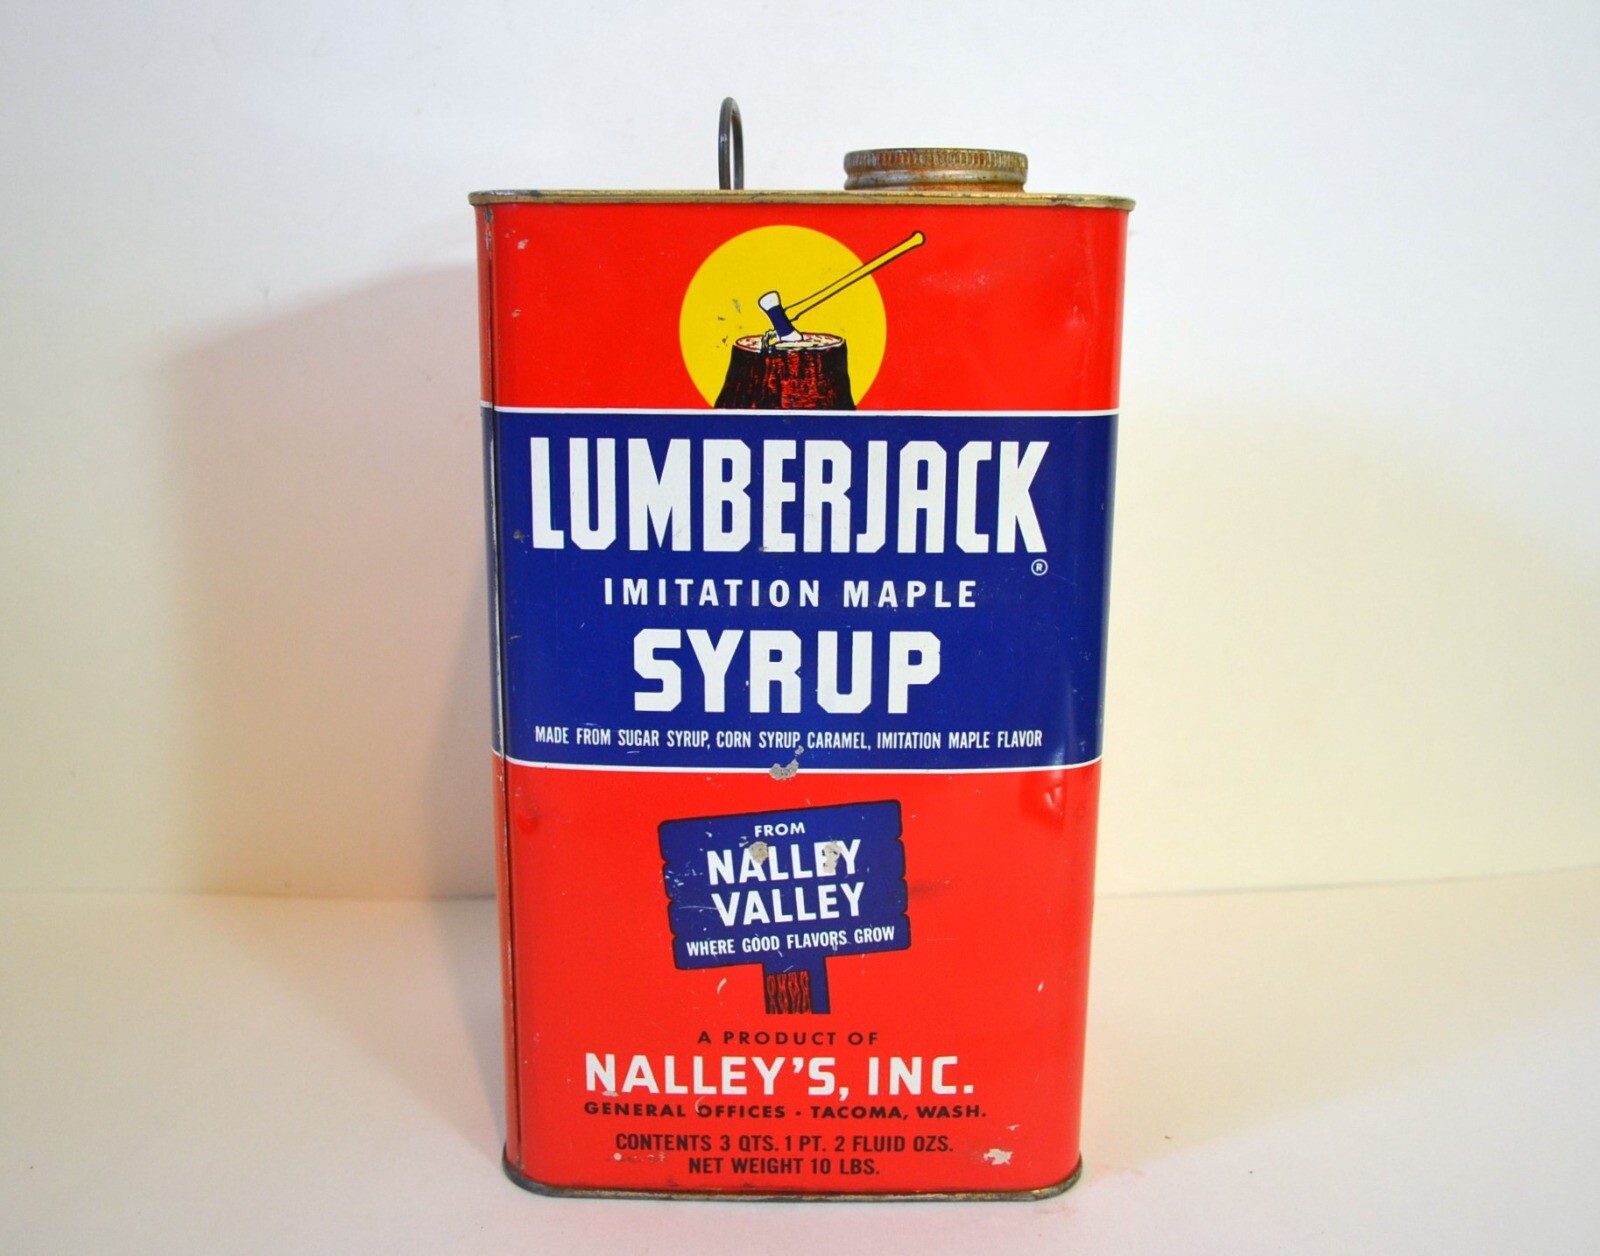 LUMBERJACK
®
IMITATION MAPLE
SYRUP
MADE FROM SUGAR SYRUP, CORN SYRUP, CARAMEL, IMITATION MAPLE FLAVOR
FROM
NALLEY
VALLEY
WHERE GOOD FLAVORS GROW
A PRODUCT OF
NALLEY'S, INC.
GENERAL OFFICES · TACOMA, WASH.
CONTENTS 3 QTS. 1 PT. 2 FLUID OZS.
NET WEIGHT 10 LBS.